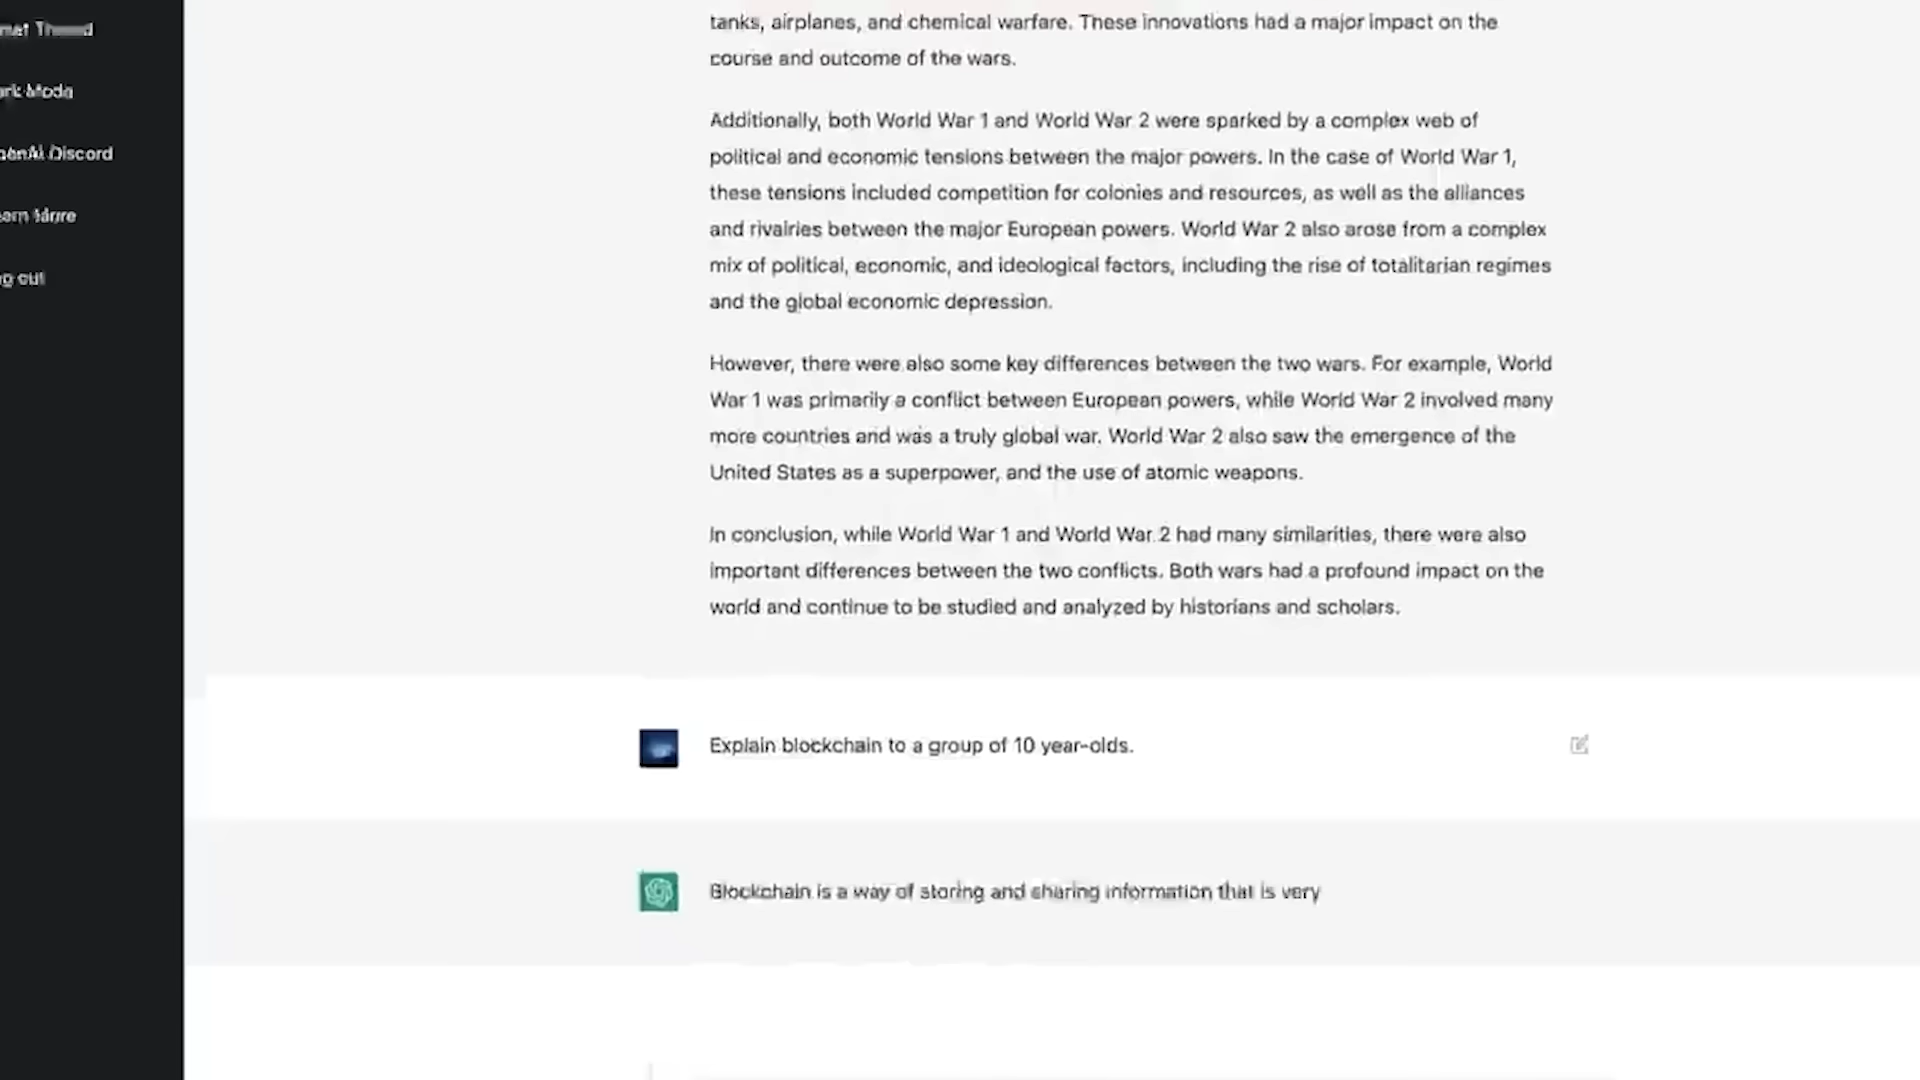 Discord
tanks, airplanes, and chemical warfare. These innovations had a major impact on the
course and outcome of the wars.
Additionally, both World War 1 and World War 2 were sparked by a complex web of
political and economic tensions between the major powers. In the case of World War 1,
these tensions included competition for colonies and resources, as well as the alliances
and rivalries between the major European powers. World War 2 also arose from a complex
mix of political, economic, and ideological factors, including the rise of totalitarian regimes
and the global economic depression.
However, there were also some key differences between the two wars. For example, World
War 1 was primarily a conflict between European powers, while World War 2 involved many
more countries and was a truly global war. World War 2 also saw the emergence of the
United States as a superpower, and the use of atomic weapons.
In conclusion, while World War 1 and World War 2 had many similarities, there were also
important differences between the two conflicts. Both wars had a profound impact on the
world and continue to be studied and analyzed by historians and scholars.
Explain blockchain to a group of 10 year-olds.
Blockchain is a way of storing and sharing information that is very